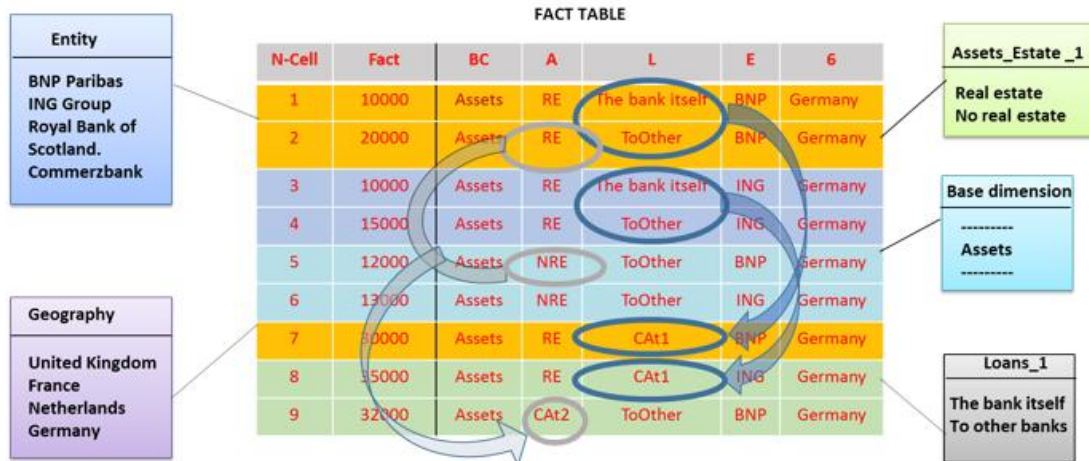 FACT TABLE
Entity
BNP Paribas
ING Group
Royal Bank of
Scotland.
Commerzbank
Geography
United Kingdom
France
Netherlands
Germany
N-Cell Fact BC A L E 6
1 10000 Assets RE The bank itself BNP Germany
2 20000 Assets RE ToOther BNP Germany
3 10000 Assets RE The bank itself ING Germany
4 15000 Assets RE ToOther ING Germany
5 12000 Assets NRE ToOther BNP Germany
6 13000 Assets NRE ToOther ING Germany
7 30000 Assets RE CAt1 BNP Germany
8 35000 Assets RE CAt1 ING Germany
9 32000 Assets CAt2 ToOther BNP Germany
Assets_Estate _1
Real estate
No real estate
Base dimension
---------
Assets
---------
Loans_1
The bank itself
To other banks